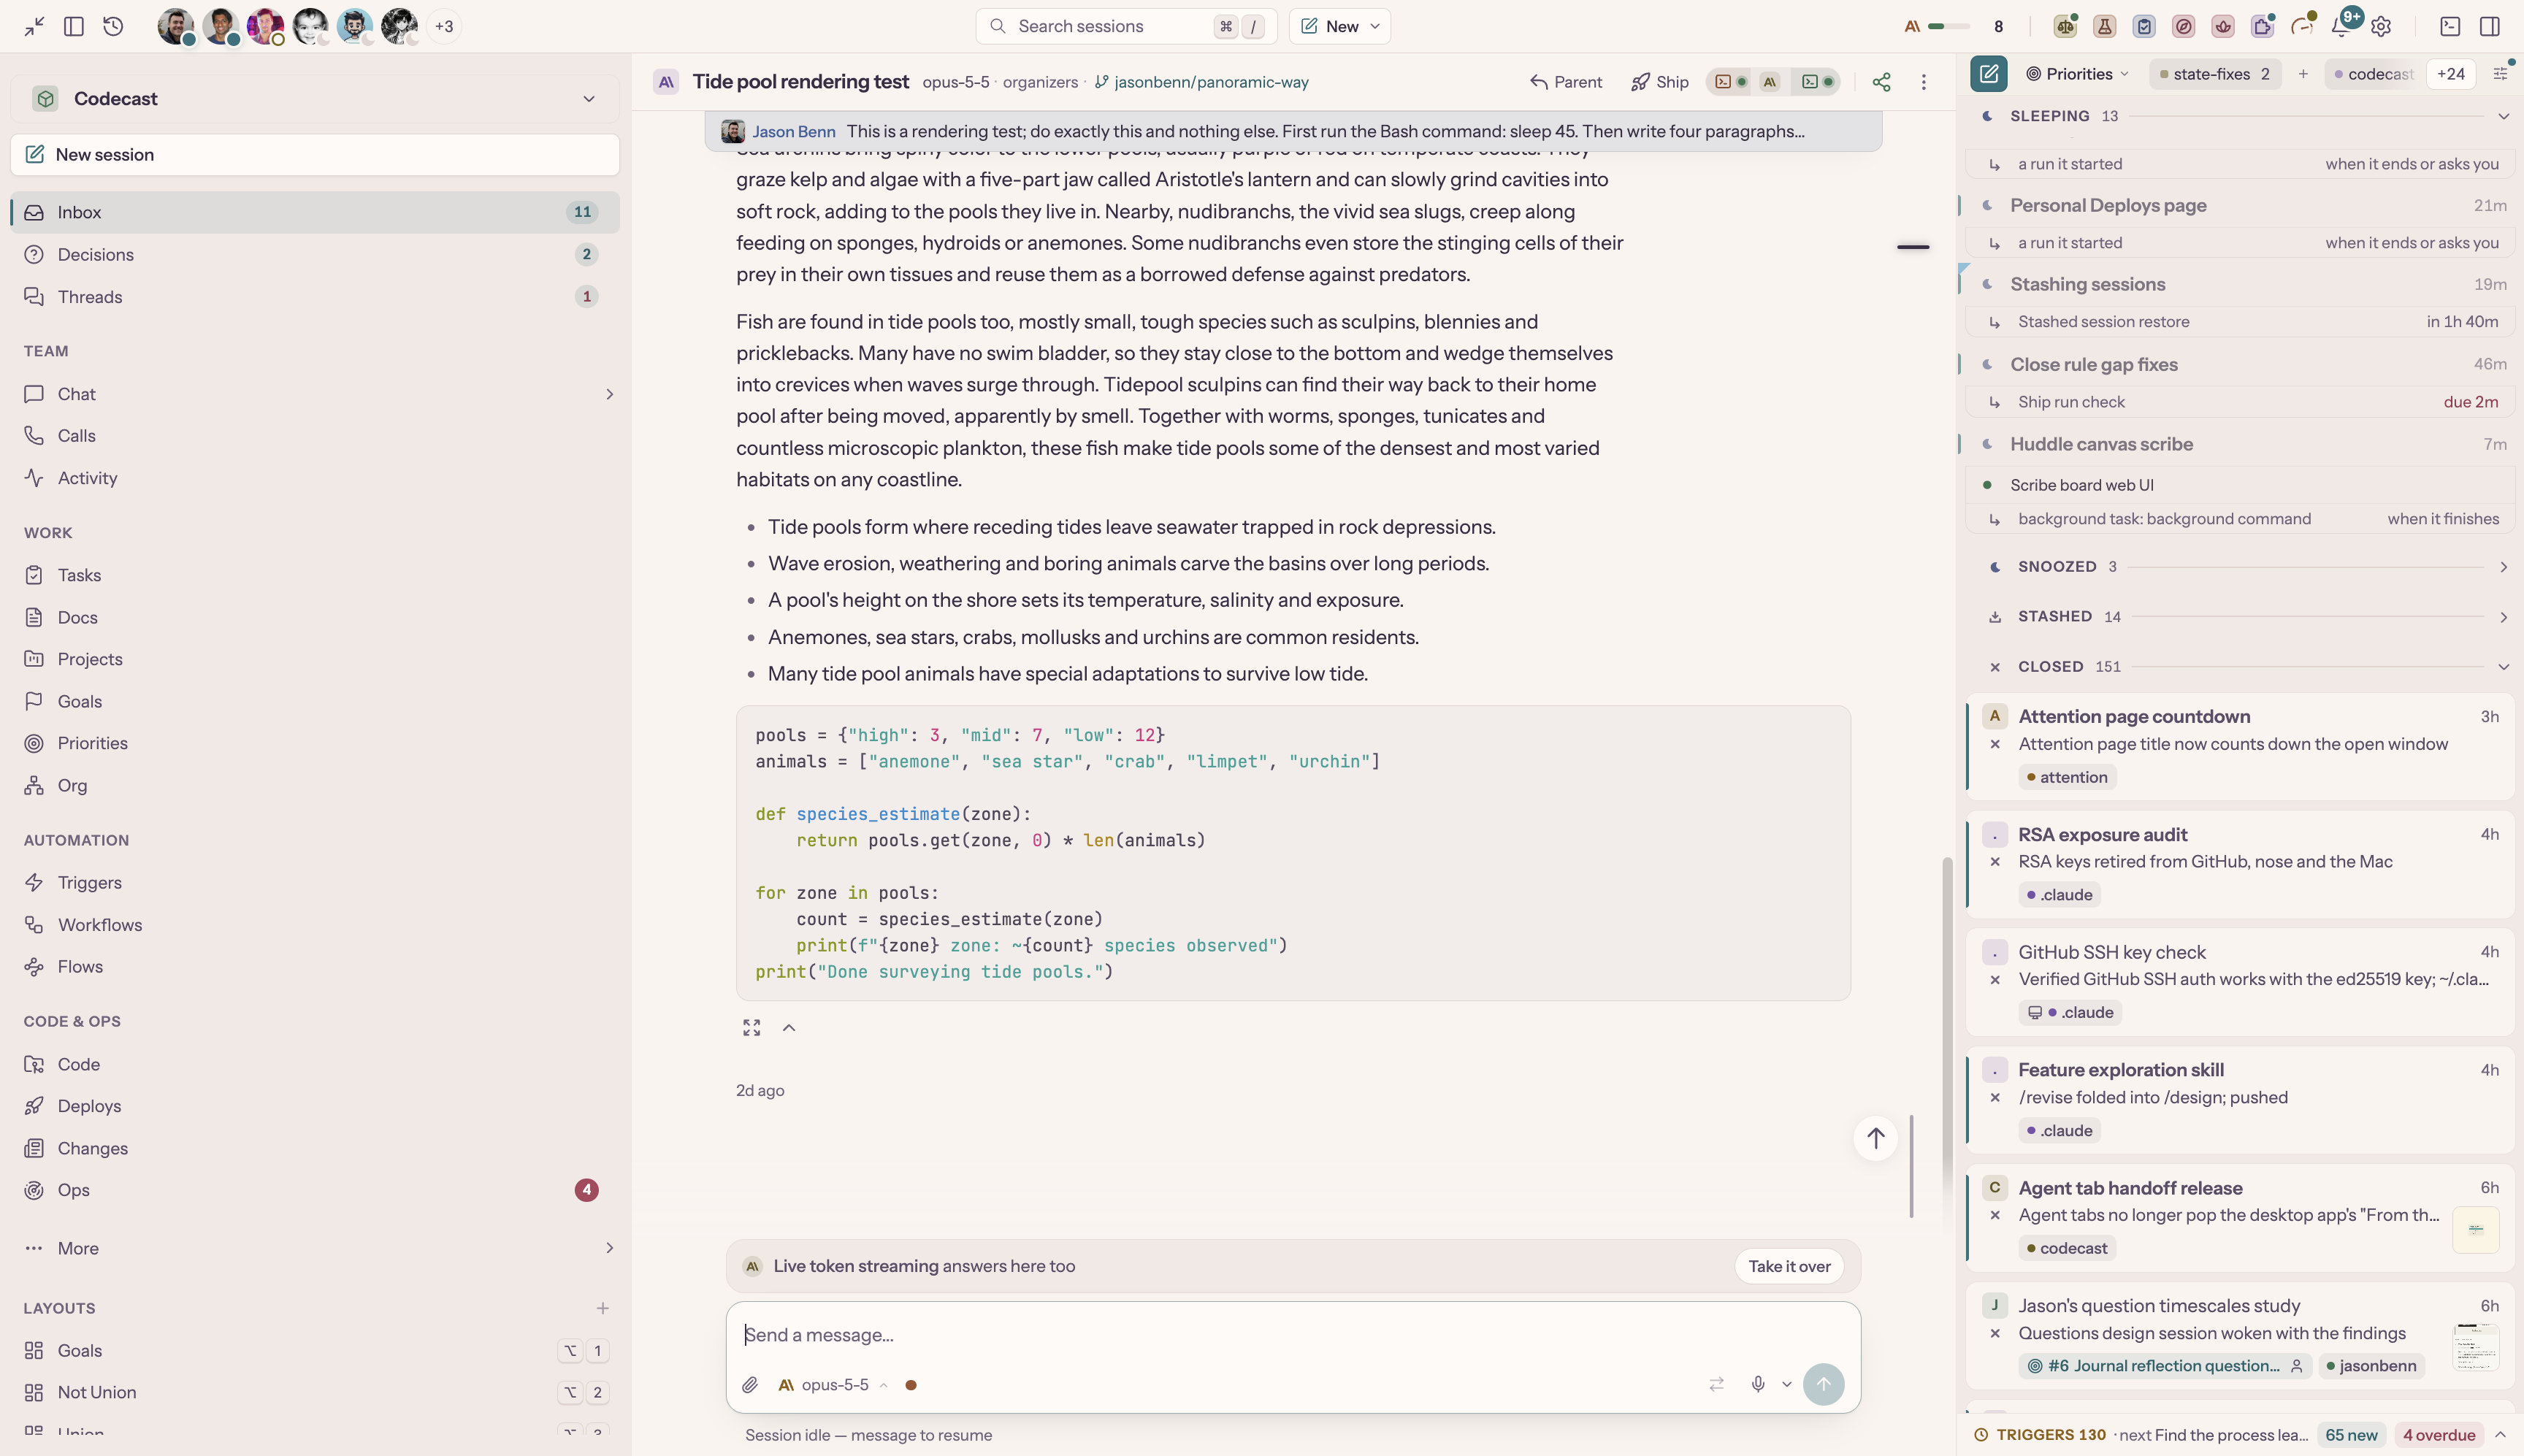 +3
Search sessions ⌘ /
New
8
9+
Codecast
New session
Inbox 11
Decisions 2
Threads 1
TEAM
Chat
Calls
Activity
WORK
Tasks
Docs
Projects
Goals
Priorities
Org
AUTOMATION
Triggers
Workflows
Flows
CODE & OPS
Code
Deploys
Changes
Ops 4
More
LAYOUTS
Goals ⌥ 1
Not Union ⌥ 2
Union ⌥ 3
Tide pool rendering test opus-5-5 · organizers · jasonbenn/panoramic-way
Parent
Ship
Jason Benn This is a rendering test; do exactly this and nothing else. First run the Bash command: sleep 45. Then write four paragraphs...
Sea urchins bring spiny color to the lower pools, usually purple or red on temperate coasts. They
graze kelp and algae with a five-part jaw called Aristotle's lantern and can slowly grind cavities into
soft rock, adding to the pools they live in. Nearby, nudibranchs, the vivid sea slugs, creep along
feeding on sponges, hydroids or anemones. Some nudibranchs even store the stinging cells of their
prey in their own tissues and reuse them as a borrowed defense against predators.
Fish are found in tide pools too, mostly small, tough species such as sculpins, blennies and
pricklebacks. Many have no swim bladder, so they stay close to the bottom and wedge themselves
into crevices when waves surge through. Tidepool sculpins can find their way back to their home
pool after being moved, apparently by smell. Together with worms, sponges, tunicates and
countless microscopic plankton, these fish make tide pools some of the densest and most varied
habitats on any coastline.
• Tide pools form where receding tides leave seawater trapped in rock depressions.
• Wave erosion, weathering and boring animals carve the basins over long periods.
• A pool's height on the shore sets its temperature, salinity and exposure.
• Anemones, sea stars, crabs, mollusks and urchins are common residents.
• Many tide pool animals have special adaptations to survive low tide.
pools = {"high": 3, "mid": 7, "low": 12}
animals = ["anemone", "sea star", "crab", "limpet", "urchin"]
def species_estimate(zone):
    return pools.get(zone, 0) * len(animals)
for zone in pools:
    count = species_estimate(zone)
    print(f"{zone} zone: ~{count} species observed")
print("Done surveying tide pools.")
2d ago
Live token streaming answers here too
Take it over
Send a message...
opus-5-5
Session idle — message to resume
Priorities
state-fixes 2
+
codecast
+24
SLEEPING 13
a run it started when it ends or asks you
Personal Deploys page 21m
a run it started when it ends or asks you
Stashing sessions 19m
Stashed session restore in 1h 40m
Close rule gap fixes 46m
Ship run check due 2m
Huddle canvas scribe 7m
Scribe board web UI
background task: background command when it finishes
SNOOZED 3
STASHED 14
CLOSED 151
A Attention page countdown 3h
Attention page title now counts down the open window
attention
. RSA exposure audit 4h
RSA keys retired from GitHub, nose and the Mac
.claude
. GitHub SSH key check 4h
Verified GitHub SSH auth works with the ed25519 key; ~/.cla...
.claude
. Feature exploration skill 4h
/revise folded into /design; pushed
.claude
C Agent tab handoff release 6h
Agent tabs no longer pop the desktop app's "From th...
codecast
J Jason's question timescales study 6h
Questions design session woken with the findings
#6 Journal reflection question... jasonbenn
TRIGGERS 130 · next Find the process lea... 65 new 4 overdue